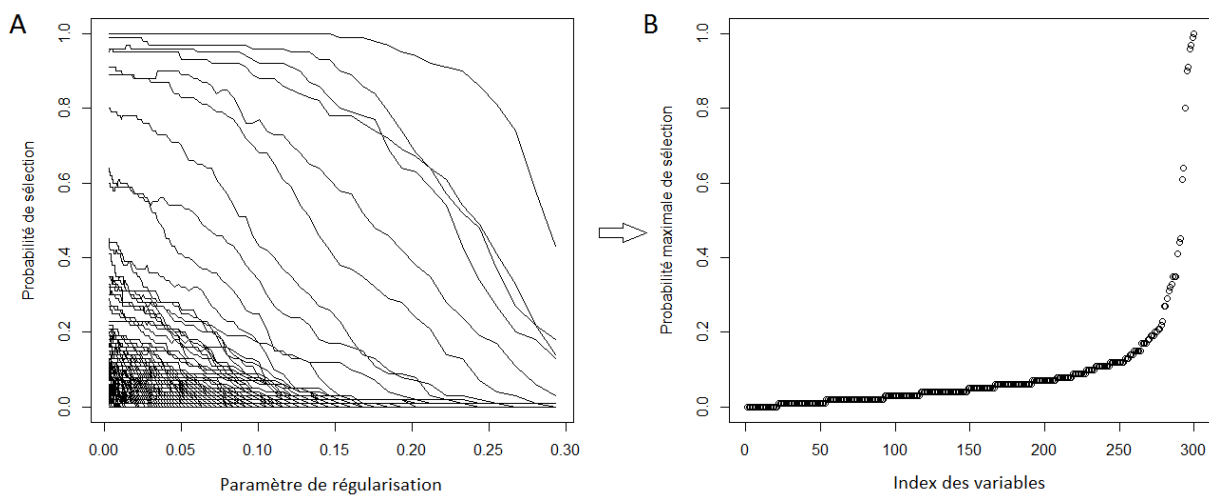 A
Probabilité de sélection
1.0
0.8
0.6
0.4
0.2
0.0
0.00 0.05 0.10 0.15 0.20 0.25 0.30
Paramètre de régularisation
B
Probabilité maximale de sélection
1.0
0.8
0.6
0.4
0.2
0.0
0 50 100 150 200 250 300
Index des variables